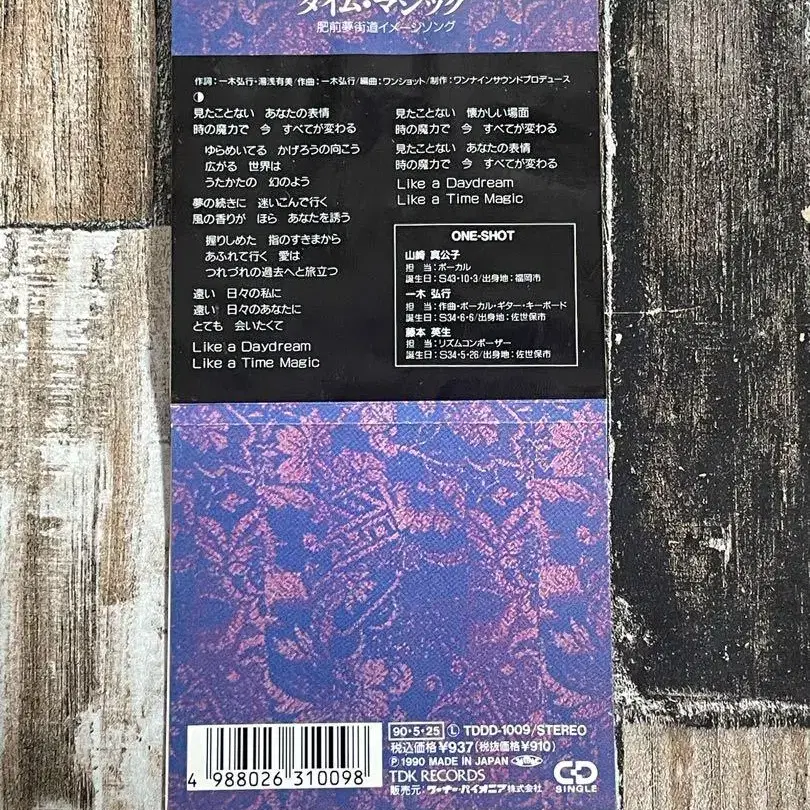 タイム・マジック
肥前夢街道イメージソング
作詞:一木弘行・湯浅有美/作曲:一木弘行/編曲:ワンショット/制作:ワンナインサウンドプロデュース
見たことない あなたの表情
時の魔力で 今 すべてが変わる
ゆらめいてる かげろうの向こう
広がる 世界は
うたかたの 幻のよう
夢の続きに 迷いこんで行く
風の香りが ほら あなたを誘う
握りしめた 指のすきまから
あふれて行く 愛は
つれづれの過去へと旅立つ
遠い 日々の私に
遠い 日々のあなたに
とても 会いたくて
Like a Daydream
Like a Time Magic
見たことない 懐かしい場面
時の魔力で 今 すべてが変わる
見たことない あなたの表情
時の魔力で 今 すべてが変わる
Like a Daydream
Like a Time Magic
ONE-SHOT
山崎 真公子
担 当:ボーカル
誕生日:S43・10・3/出身地:福岡市
一木 弘行
担 当:作曲・ボーカル・ギター・キーボード
誕生日:S34・6・6/出身地:佐世保市
藤本 英生
担 当:リズムコンポーザー
誕生日:S34・5・26/出身地:佐世保市
4 988026 310098
90・5・25 Ⓛ TDDD-1009/STEREO
税込価格¥937(税抜価格¥910)
Ⓟ 1990 MADE IN JAPAN
TDK RECORDS
販売元:ワーナー・パイオニア株式会社
CD
SINGLE